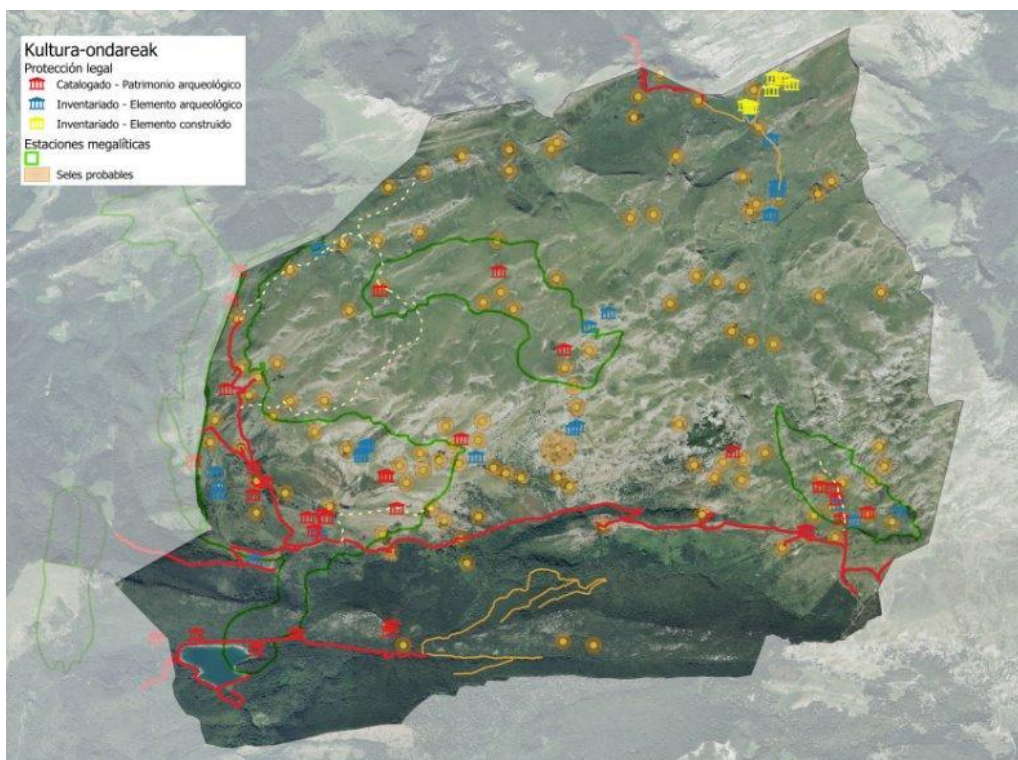 Kultura-ondareak
Protección legal
Catalogado - Patrimonio arqueológico
Inventariado - Elemento arqueológico
Inventariado - Elemento construido
Estaciones megalíticas
Seles probables